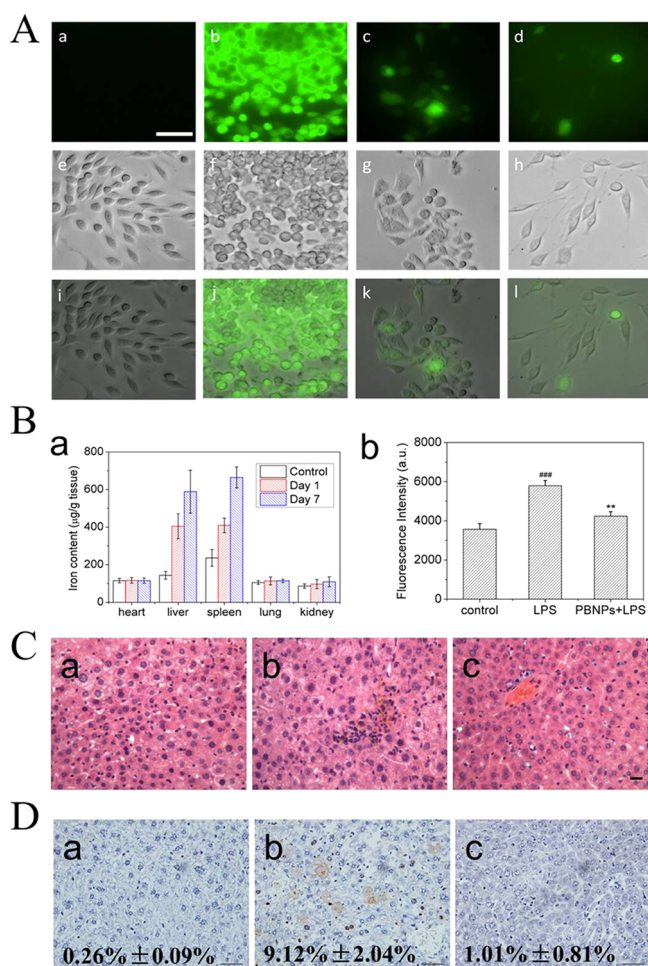 A
a b c d
e f g h
i j k l
B
a
Iron content (μg/g tissue)
800
600
400
200
0
Control
Day 1
Day 7
heart liver spleen lung kidney
b
Fluorescence Intensity (a.u.)
8000
6000
4000
2000
0
###
**
control LPS PBNPs+LPS
C
a b c
D
a b c
0.26%±0.09% 9.12%±2.04% 1.01%±0.81%